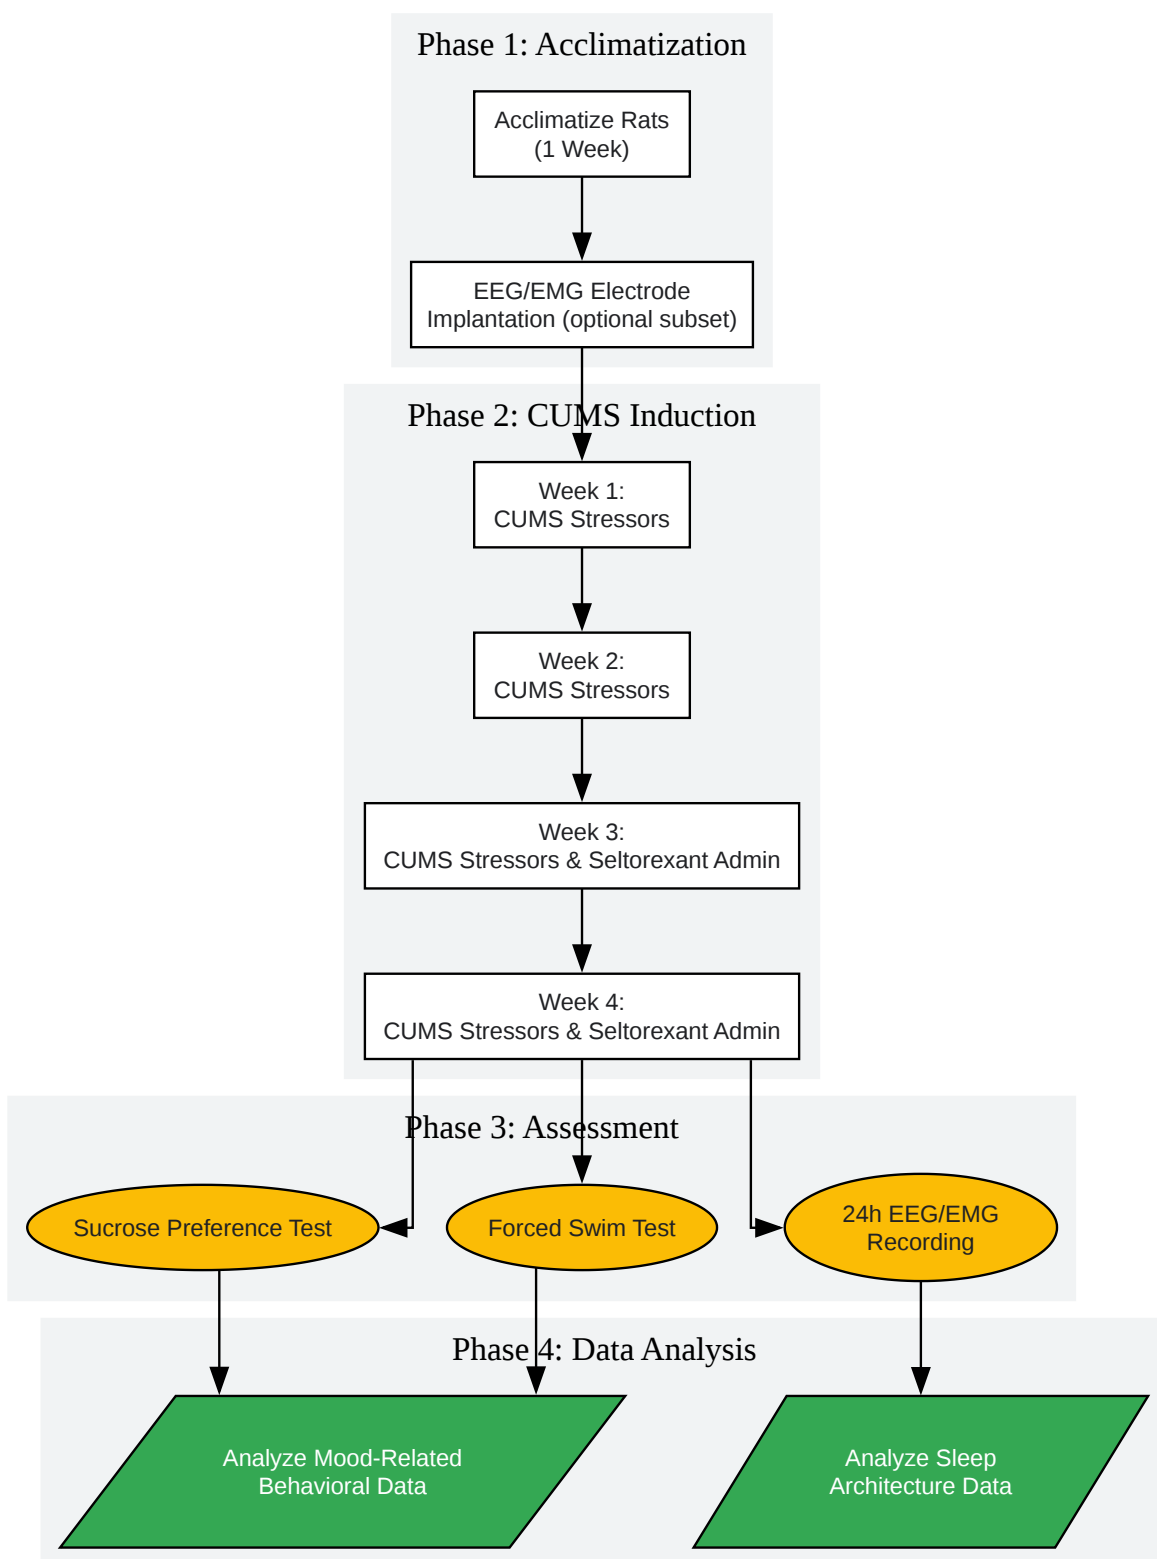 Phase 1: Acclimatization
Acclimatize Rats
(1 Week)
EEG/EMG Electrode
Implantation (optional subset)
Phase 2: CUMS Induction
Week 1:
CUMS Stressors
Week 2:
CUMS Stressors
Week 3:
CUMS Stressors & Seltorexant Admin
Week 4:
CUMS Stressors & Seltorexant Admin
Phase 3: Assessment
Sucrose Preference Test
Forced Swim Test
24h EEG/EMG
Recording
Phase 4: Data Analysis
Analyze Mood-Related
Behavioral Data
Analyze Sleep
Architecture Data